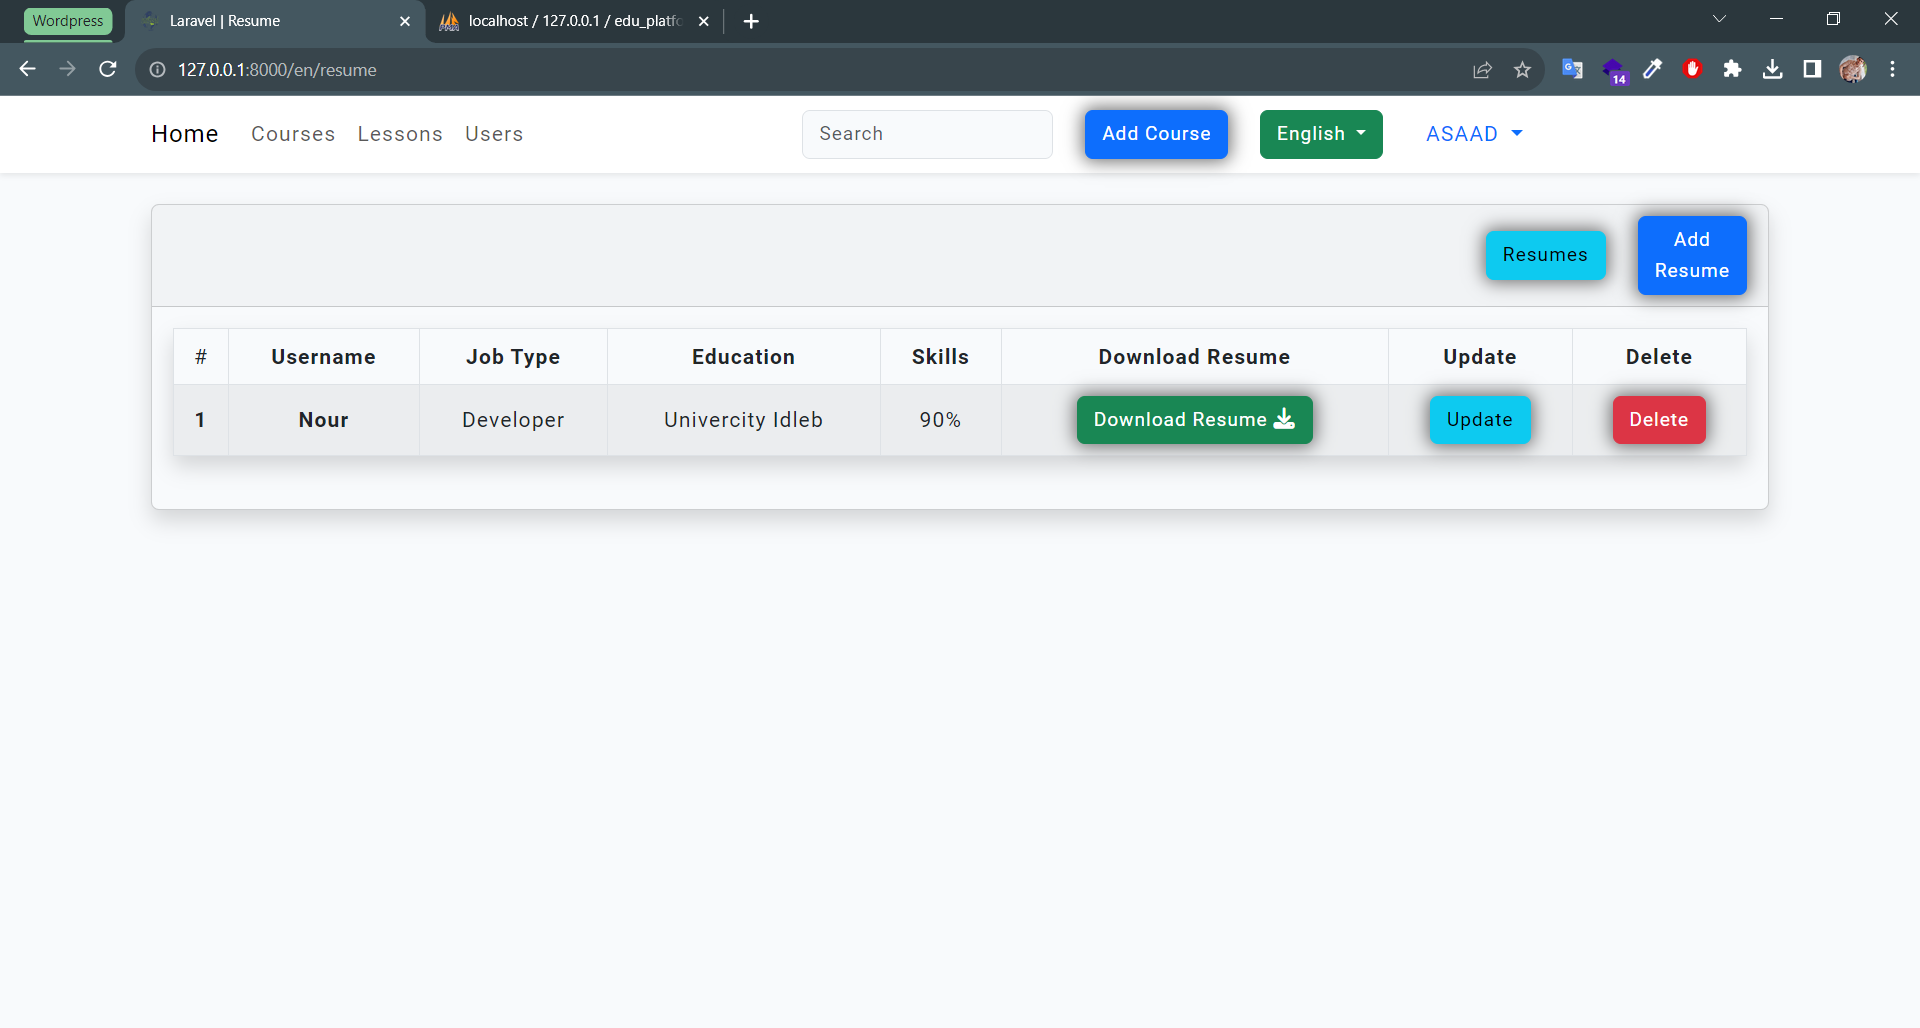 Wordpress
Laravel | Resume
localhost / 127.0.0.1 / edu_platfo
127.0.0.1:8000/en/resume
14
Home Courses Lessons Users Search Add Course English ASAAD
Resumes
Add
Resume
# Username Job Type Education Skills Download Resume Update Delete
1 Nour Developer Univercity Idleb 90% Download Resume Update Delete